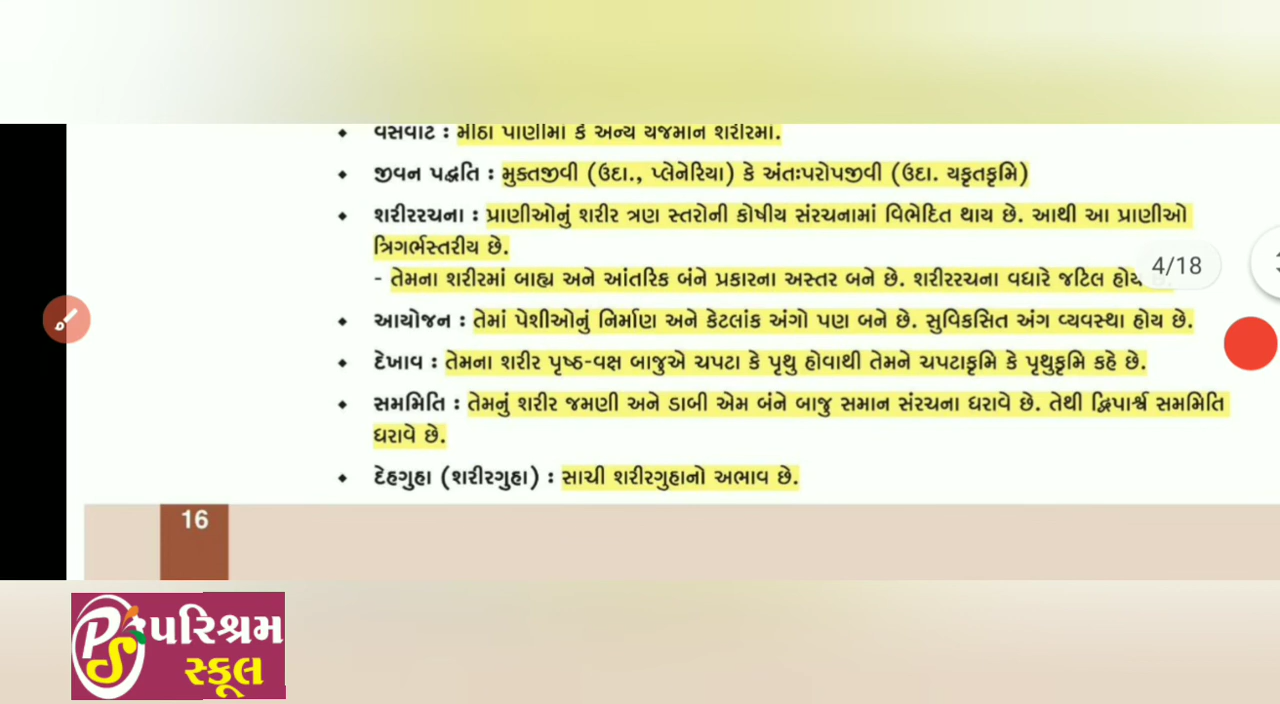 ◆ વસવાટ : મીઠા પાણીમાં કે અન્ય યજમાન શરીરમાં.
◆ જીવન પદ્ધતિ : મુક્તજીવી (ઉદા., પ્લેનેરિયા) કે અંતઃપરોપજીવી (ઉદા. યકૃતકૃમિ)
◆ શરીરરચના : પ્રાણીઓનું શરીર ત્રણ સ્તરોની કોષીય સંરચનામાં વિભેદિત થાય છે. આથી આ પ્રાણીઓ
ત્રિગર્ભસ્તરીય છે.
- તેમના શરીરમાં બાહ્ય અને આંતરિક બંને પ્રકારના અસ્તર બને છે. શરીરરચના વધારે જટિલ હોય
4/18
◆ આયોજન : તેમાં પેશીઓનું નિર્માણ અને કેટલાંક અંગો પણ બને છે. સુવિકસિત અંગ વ્યવસ્થા હોય છે.
◆ દેખાવ : તેમના શરીર પૃષ્ઠ-વક્ષ બાજુએ ચપટા કે પૃથુ હોવાથી તેમને ચપટાકૃમિ કે પૃથુકૃમિ કહે છે.
◆ સમમિતિ : તેમનું શરીર જમણી અને ડાબી એમ બંને બાજુ સમાન સંરચના ધરાવે છે. તેથી દ્વિપાર્શ્વ સમમિતિ
ધરાવે છે.
◆ દેહગુહા (શરીરગુહા) : સાચી શરીરગુહાનો અભાવ છે.
16
PS પરિશ્રમ
સ્કૂલ